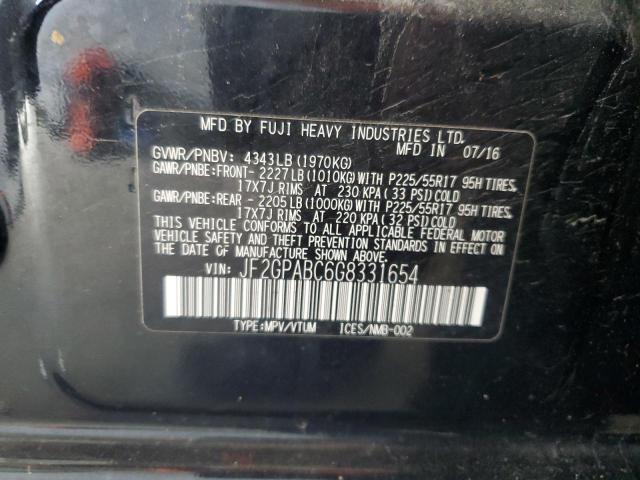 MFD BY FUJI HEAVY INDUSTRIES LTD.
MFD IN 07/16
GVWR/PNBV: 4343LB(1970KG)
GAWR/PNBE:FRONT- 2227LB(1010KG)WITH P225/55R17 95H TIRES,
17X7J RIMS AT 230 KPA(33 PSI)COLD
GAWR/PNBE:REAR - 2205LB(1000KG)WITH P225/55R17 95H TIRES,
17X7J RIMS AT 220 KPA(32 PSI)COLD
THIS VEHICLE CONFORMS TO ALL APPLICABLE FEDERAL MOTOR
VEHICLE SAFETY AND THEFT PREVENTION STANDARDS IN EFFECT ON
THE DATE OF MANUFACTURE SHOWN ABOVE.
VIN: JF2GPABC6G8331654
TYPE:MPV/VTUM ICES/NMB-002